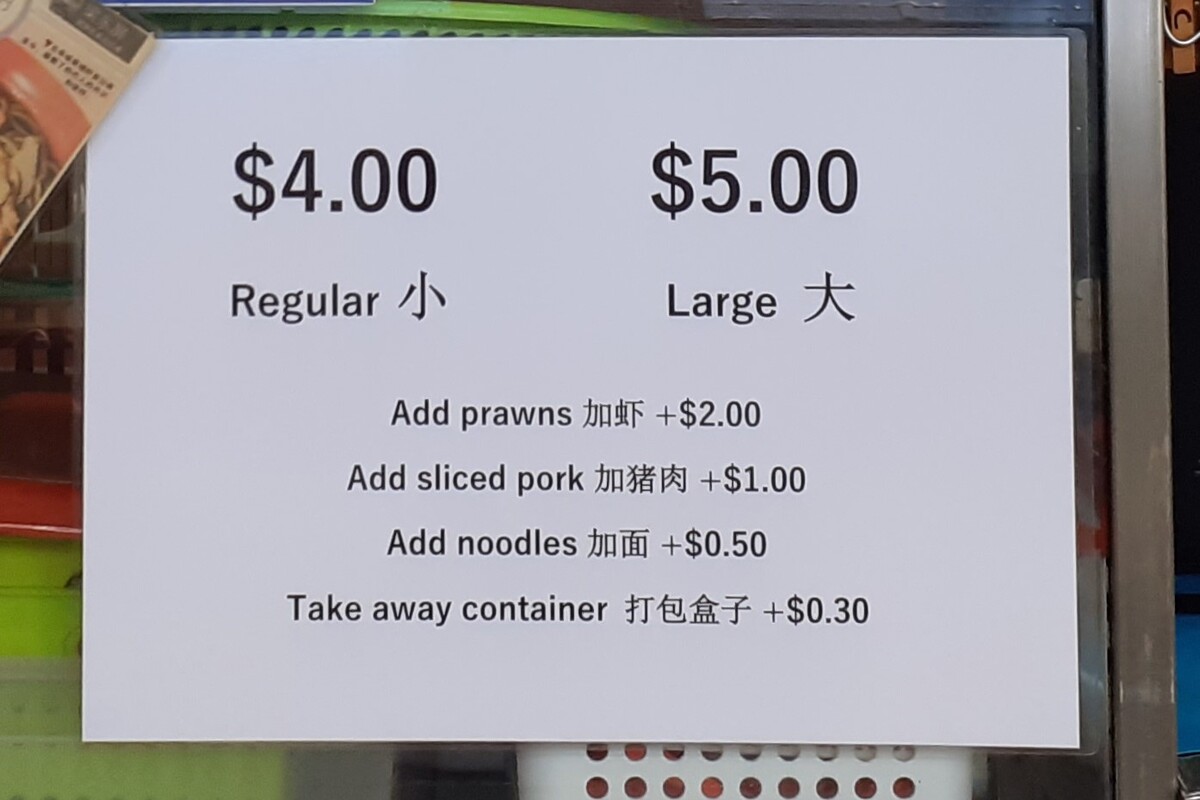 $4.00 $5.00
Regular 小 Large 大
Add prawns 加虾 +$2.00
Add sliced pork 加猪肉 +$1.00
Add noodles 加面 +$0.50
Take away container 打包盒子 +$0.30